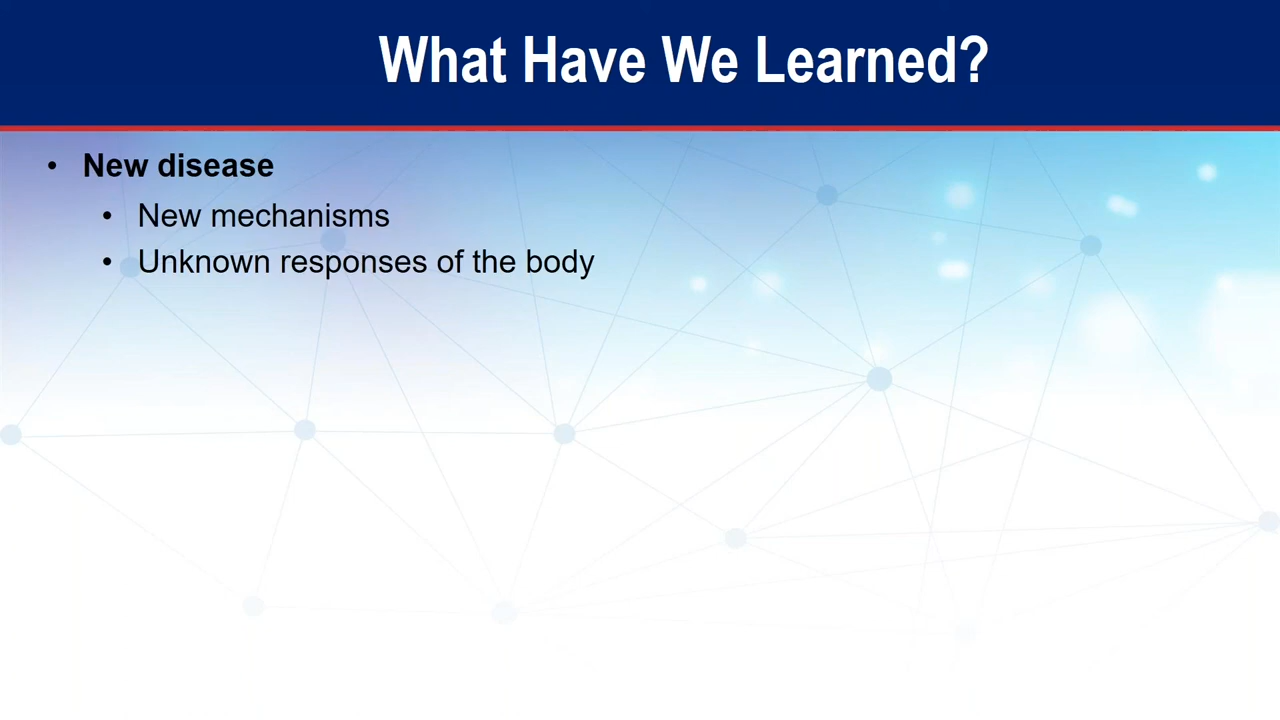 What Have We Learned?
• New disease
• New mechanisms
• Unknown responses of the body